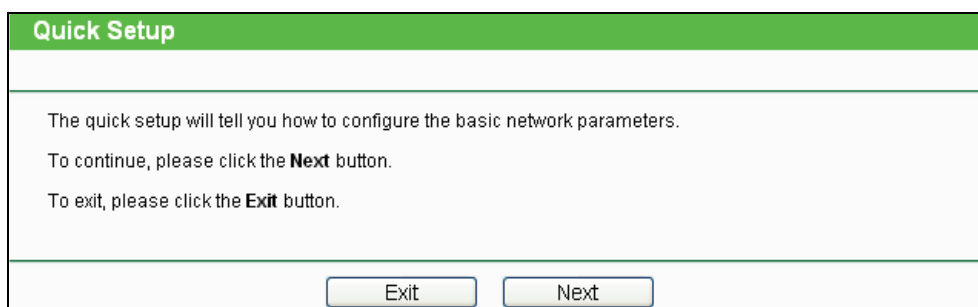 Quick Setup
The quick setup will tell you how to configure the basic network parameters.
To continue, please click the Next button.
To exit, please click the Exit button.
Exit Next